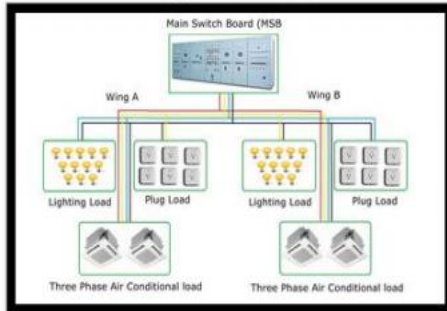 Main Switch Board (MSB
Wing A
Wing B
Lighting Load
Plug Load
Lighting Load
Plug Load
Three Phase Air Conditional load
Three Phase Air Conditional load